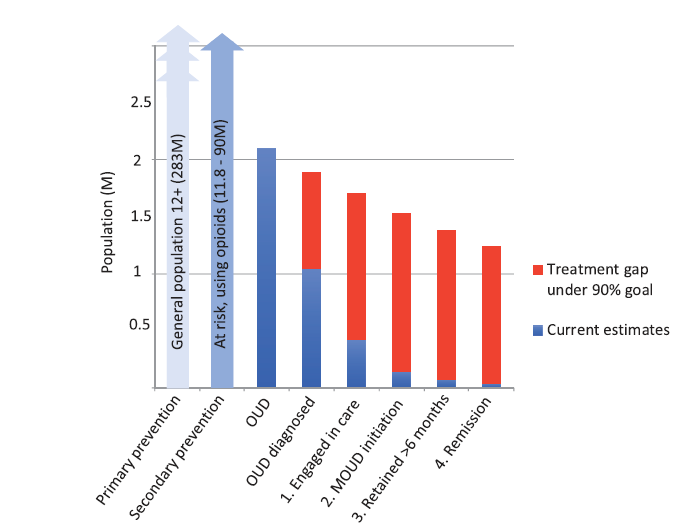 2.5
2
1.5
1
0.5
Population (M)
General population 12+ (283M)
At risk, using opioids (11.8 - 90M)
Treatment gap
under 90% goal
Current estimates
Primary prevention
Secondary prevention
OUD
OUD diagnosed
1. Engaged in care
2. MOUD initiation
3. Retained >6 months
4. Remission